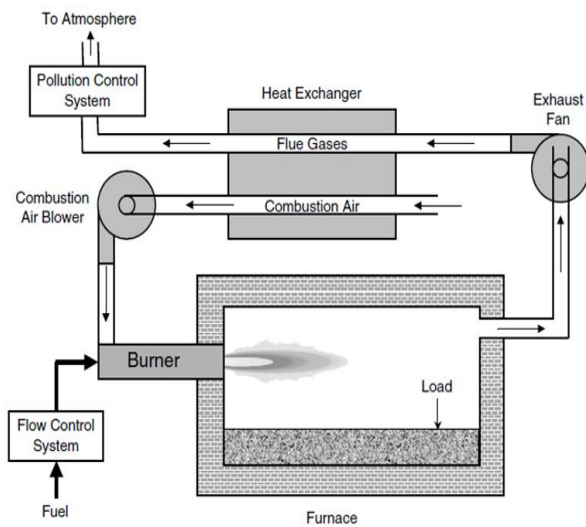 To Atmosphere
Pollution Control
System
Heat Exchanger
Exhaust
Fan
Flue Gases
Combustion
Air Blower
Combustion Air
Burner
Load
Flow Control
System
Fuel
Furnace